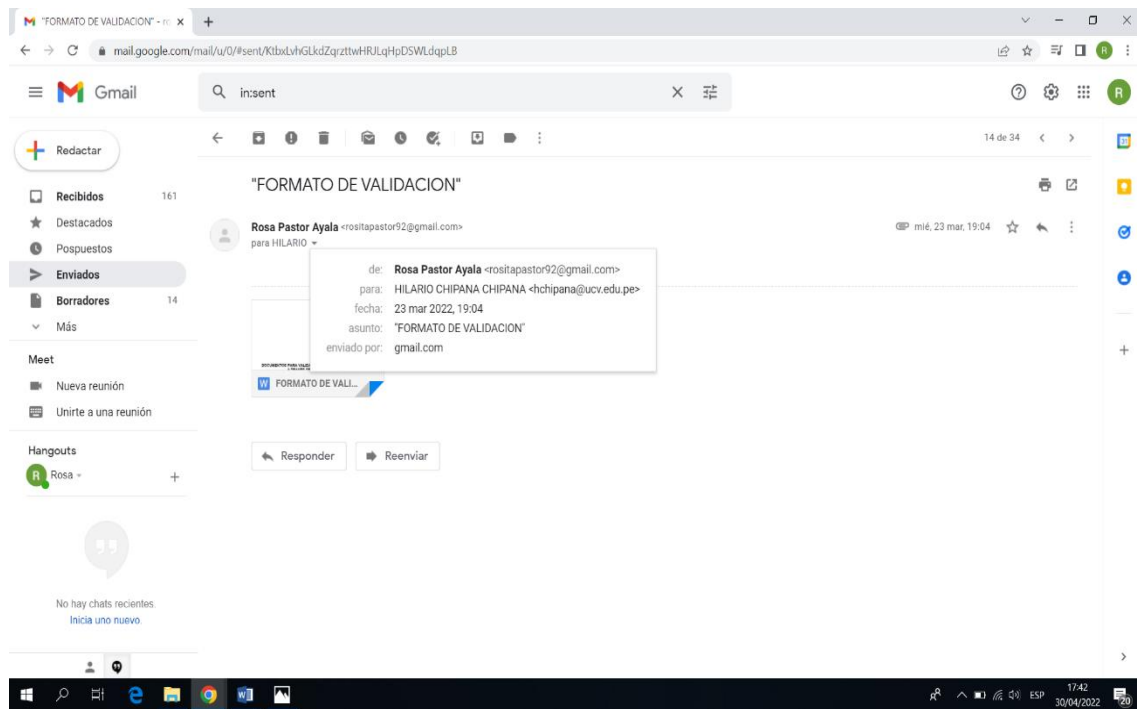 "FORMATO DE VALIDACION" - ro
mail.google.com/mail/u/0/#sent/KtbxLvhGLkdZqrzttwHRJLqHpDSWLdqpLB
R
Gmail
in:sent
R
Redactar
14 de 34
31
Recibidos 161
Destacados
Pospuestos
Enviados
Borradores 14
Más
"FORMATO DE VALIDACION"
Rosa Pastor Ayala <rositapastor92@gmail.com>
mié, 23 mar, 19:04
para HILARIO
de: Rosa Pastor Ayala <rositapastor92@gmail.com>
para: HILARIO CHIPANA CHIPANA <hchipana@ucv.edu.pe>
fecha: 23 mar 2022, 19:04
asunto: "FORMATO DE VALIDACION"
enviado por: gmail.com
W FORMATO DE VALI...
Responder
Reenviar
Meet
Nueva reunión
Unirte a una reunión
Hangouts
R Rosa
No hay chats recientes
Inicia uno nuevo
ESP
17:42
30/04/2022
20